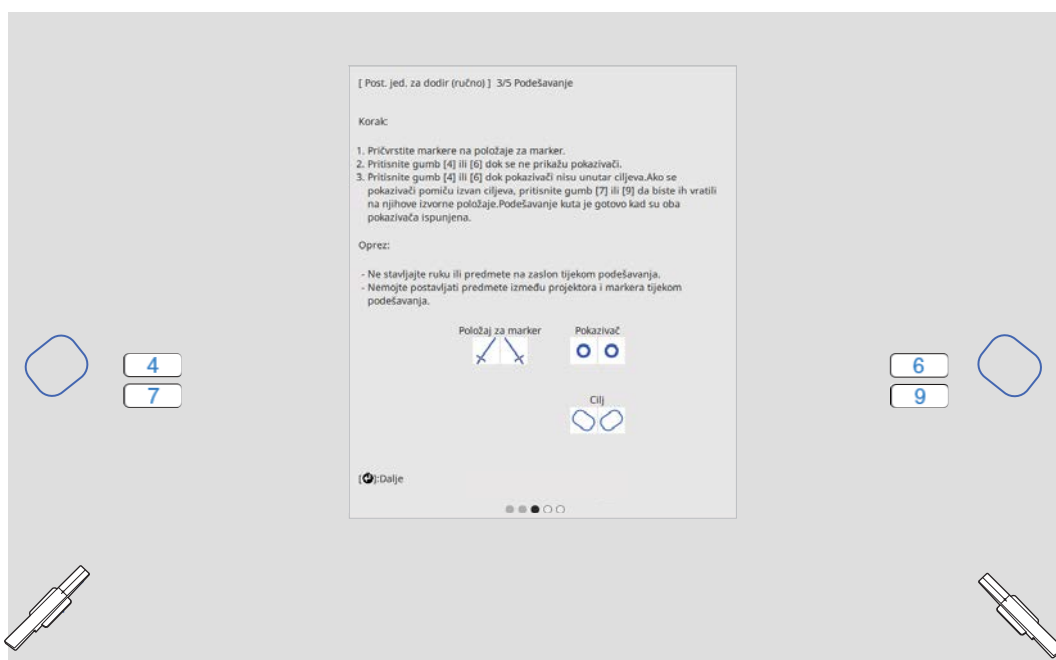 [ Post. jed. za dodir (ručno) ] 3/5 Podešavanje
Korak:
1. Pričvrstite markere na položaje za marker.
2. Pritisnite gumb [4] ili [6] dok se ne prikažu pokazivači.
3. Pritisnite gumb [4] ili [6] dok pokazivači nisu unutar ciljeva.Ako se
pokazivači pomiču izvan ciljeva, pritisnite gumb [7] ili [9] da biste ih vratili
na njihove izvorne položaje.Podešavanje kuta je gotovo kad su oba
pokazivača ispunjena.
Oprez:
- Ne stavljajte ruku ili predmete na zaslon tijekom podešavanja.
- Nemojte postavljati predmete između projektora i markera tijekom
podešavanja.
Položaj za marker Pokazivač
4
7
6
9
Cilj
[ ]:Dalje